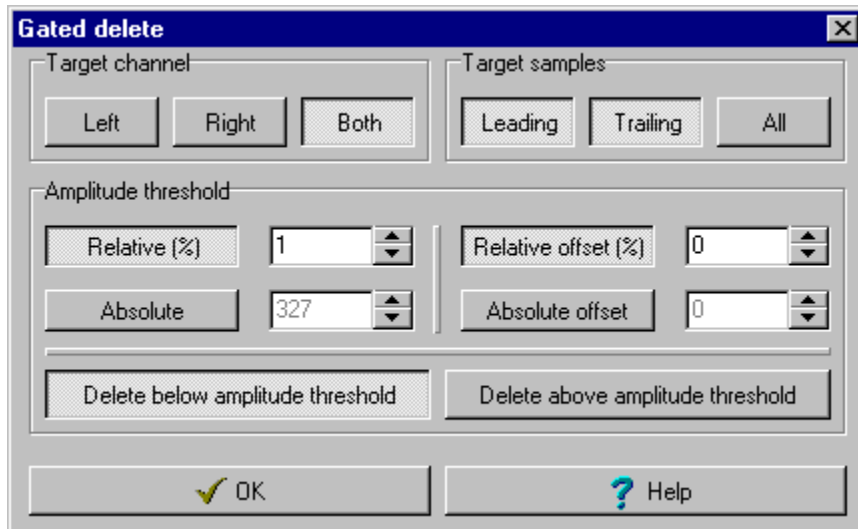 Gated delete
Target channel
Target samples
Left Right Both
Leading Trailing All
Amplitude threshold
Relative (%) 1 Relative offset (%) 0
Absolute 327 Absolute offset 0
Delete below amplitude threshold Delete above amplitude threshold
OK ? Help